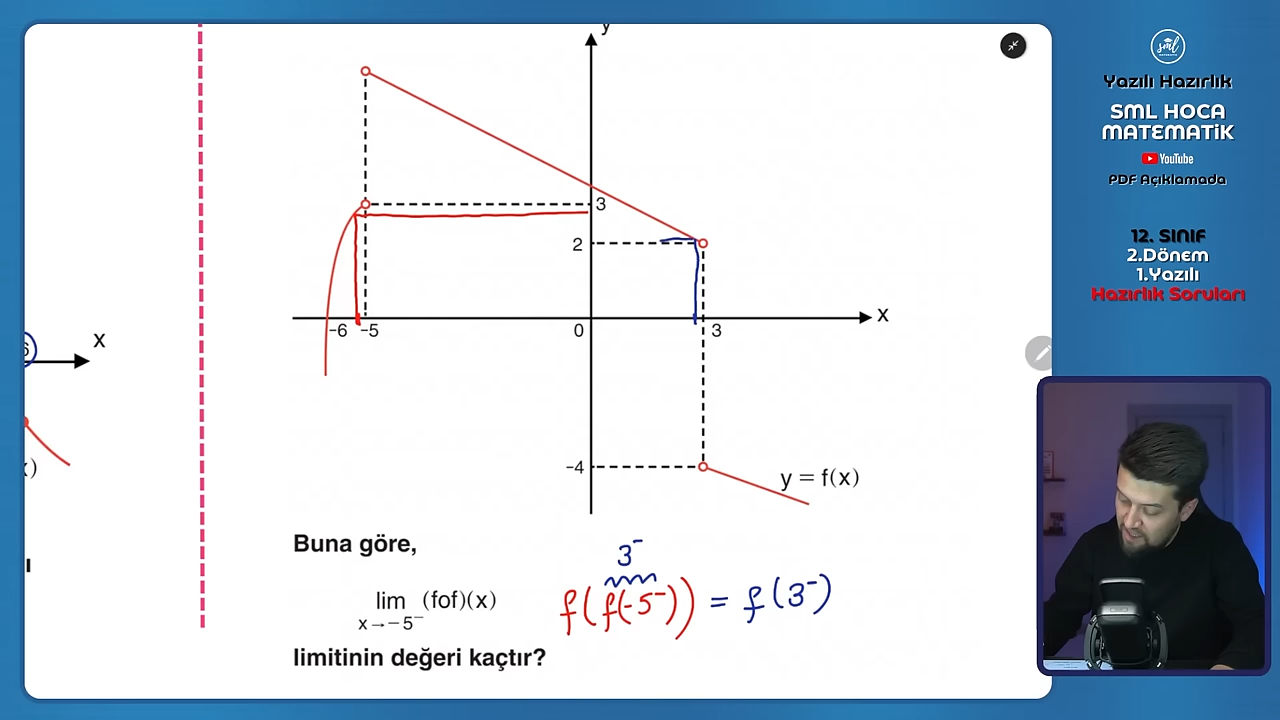 y
3
2
x
-6
-5
0
3
-4
y = f(x)
x
Buna göre,
lim (fof)(x)
x→-5⁻
3⁻
f(f(-5⁻)) = f(3⁻)
limitinin değeri kaçtır?
sml
Yazılı Hazırlık
SML HOCA
MATEMATİK
YouTube
PDF Açıklamada
12. SINIF
2.Dönem
1.Yazılı
Hazırlık Soruları